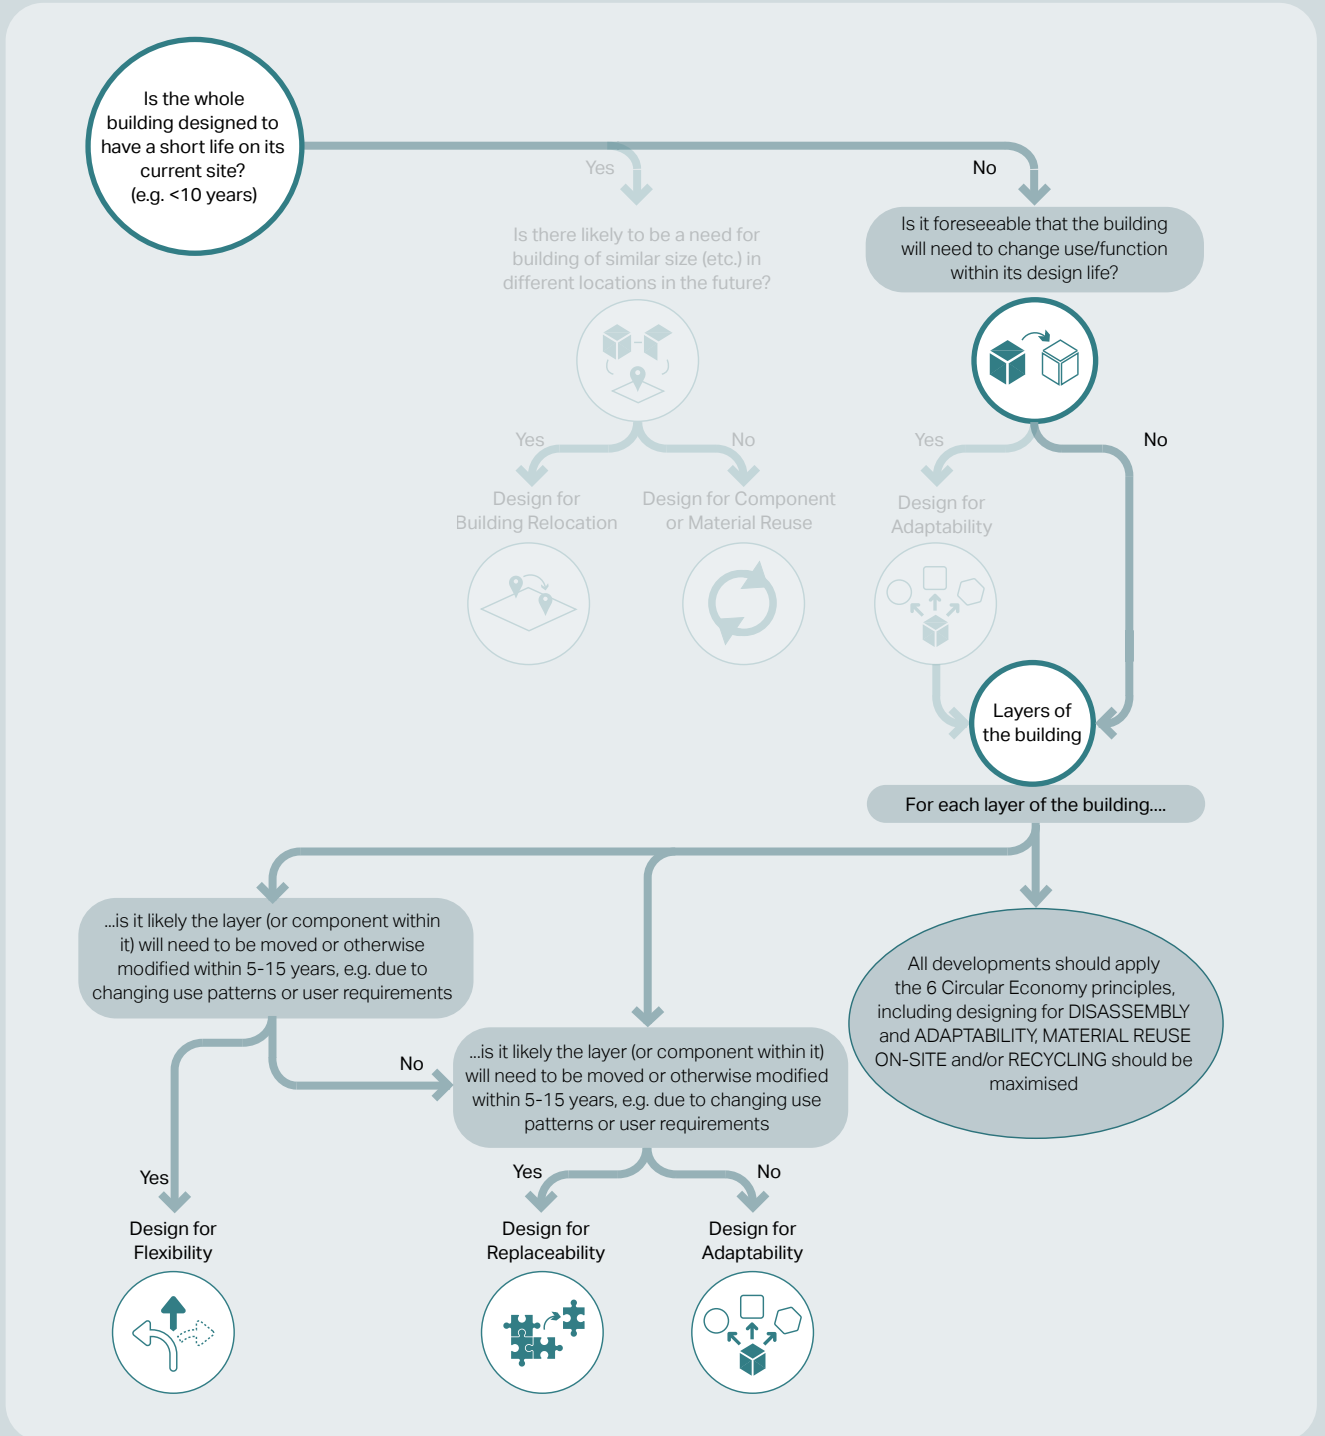 Is the whole
building designed to
have a short life on its
current site?
(e.g. <10 years)
Yes
No
Is there likely to be a need for
building of similar size (etc.) in
different locations in the future?
Is it foreseeable that the building
will need to change use/function
within its design life?
Yes
No
Yes
No
Design for
Building Relocation
Design for Component
or Material Reuse
Design for
Adaptability
Layers of
the building
For each layer of the building....
...is it likely the layer (or component within
it) will need to be moved or otherwise
modified within 5-15 years, e.g. due to
changing use patterns or user requirements
All developments should apply
the 6 Circular Economy principles,
including designing for DISASSEMBLY
and ADAPTABILITY, MATERIAL REUSE
ON-SITE and/or RECYCLING should be
maximised
No
...is it likely the layer (or component within it)
will need to be moved or otherwise modified
within 5-15 years, e.g. due to changing use
patterns or user requirements
Yes
Yes
No
Design for
Flexibility
Design for
Replaceability
Design for
Adaptability